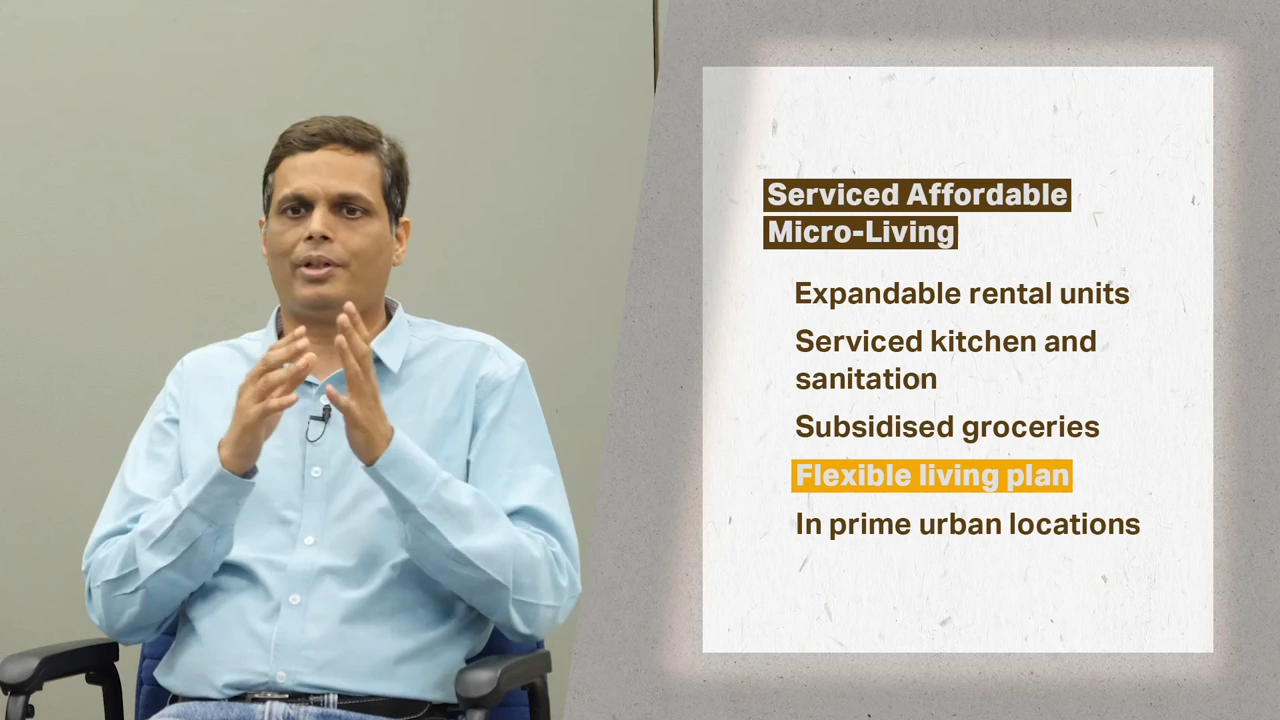 Serviced Affordable
Micro-Living
Expandable rental units
Serviced kitchen and
sanitation
Subsidised groceries
Flexible living plan
In prime urban locations